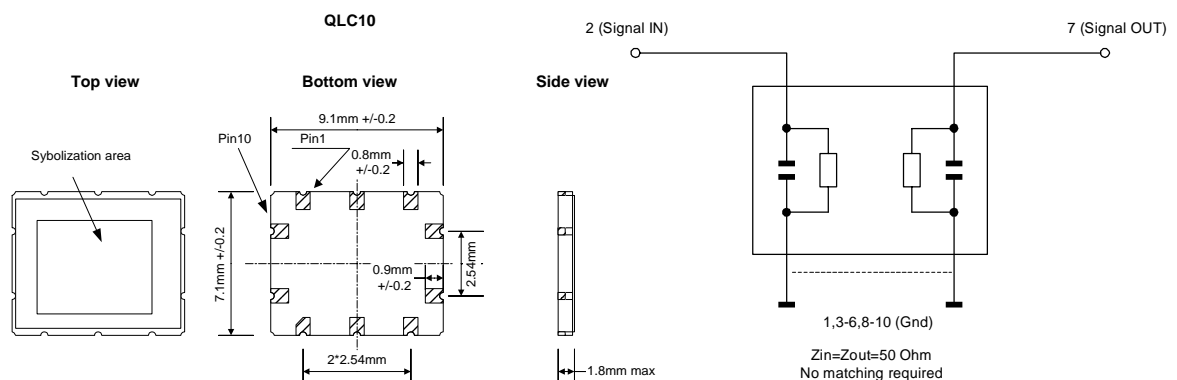 QLC10
2 (Signal IN)
7 (Signal OUT)
Top view
Bottom view
Side view
9.1mm +/-0.2
Pin10
Pin1
0.8mm
+/-0.2
Sybolization area
7.1mm +/-0.2
0.9mm
+/-0.2
2.54mm
2*2.54mm
1.8mm max
1,3-6,8-10 (Gnd)
Zin=Zout=50 Ohm
No matching required